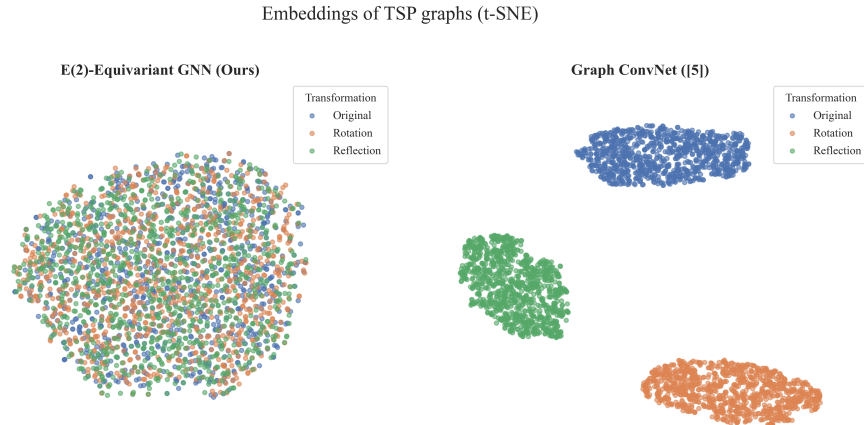 Embeddings of TSP graphs (t-SNE)
E(2)-Equivariant GNN (Ours)
Transformation
Original
Rotation
Reflection
Graph ConvNet ([5])
Transformation
Original
Rotation
Reflection